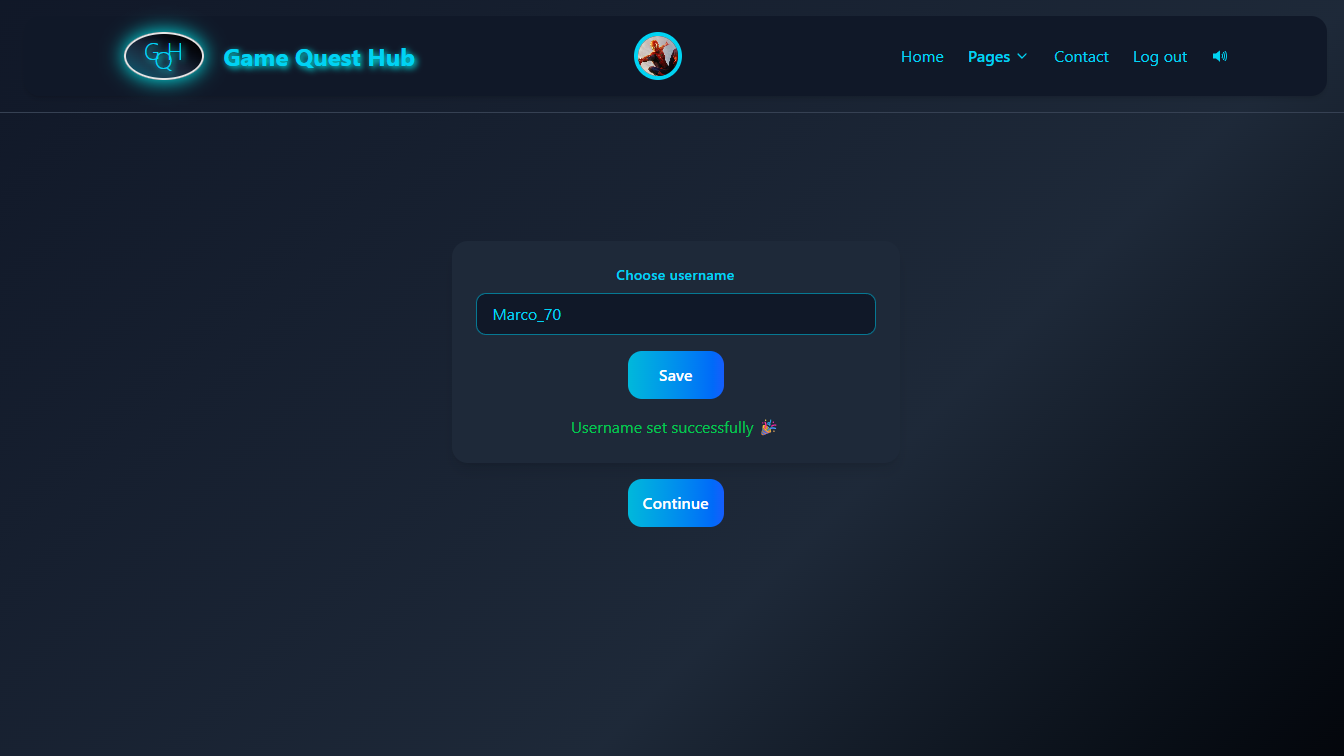 GQH
Game Quest Hub
Home Pages Contact Log out
Choose username
Marco_70
Save
Username set successfully 🎉
Continue